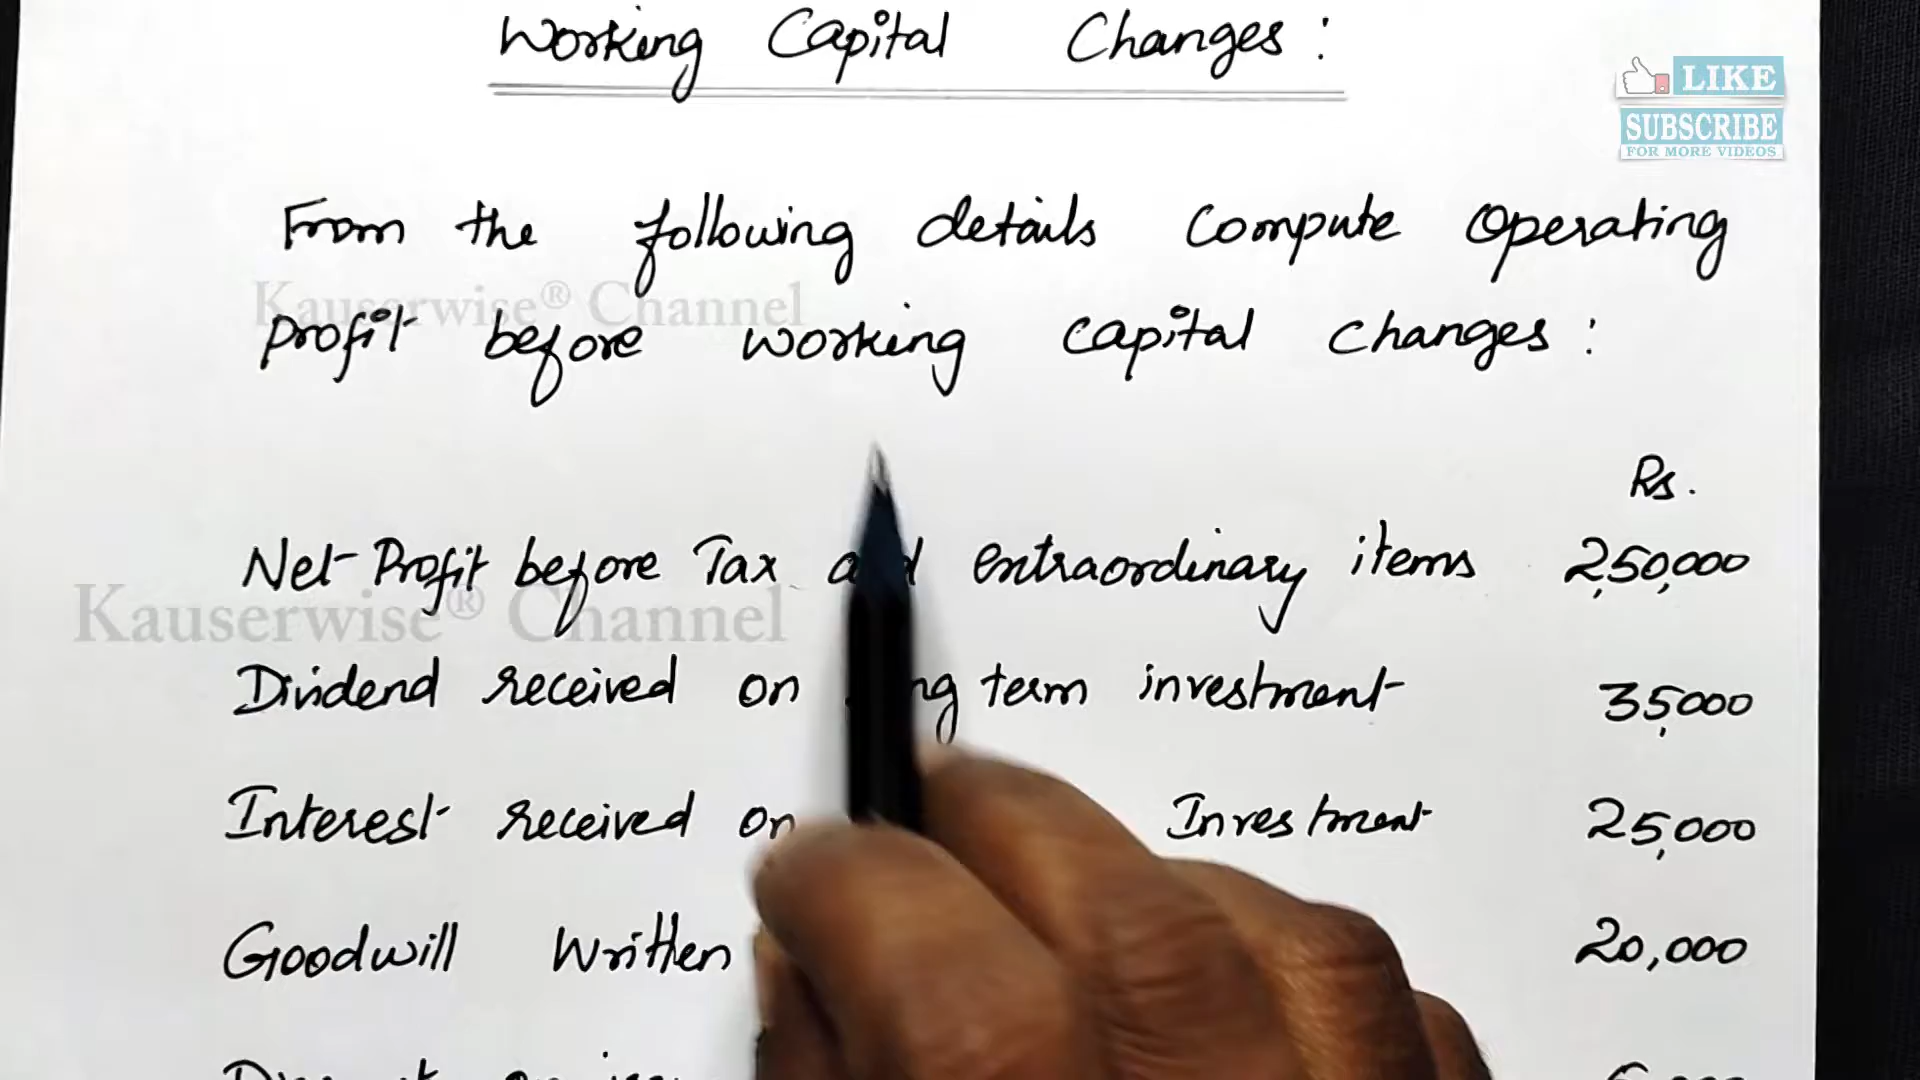 Working Capital Changes:
LIKE
SUBSCRIBE
FOR MORE VIDEOS
From the following details compute operating
Kauserwise® Channel
profit before working capital changes:
Rs.
Net Profit before Tax and extraordinary items 2,50,000
Kauserwise® Channel
Dividend received on term investment 35,000
Interest received on Investment 25,000
Goodwill Written 20,000